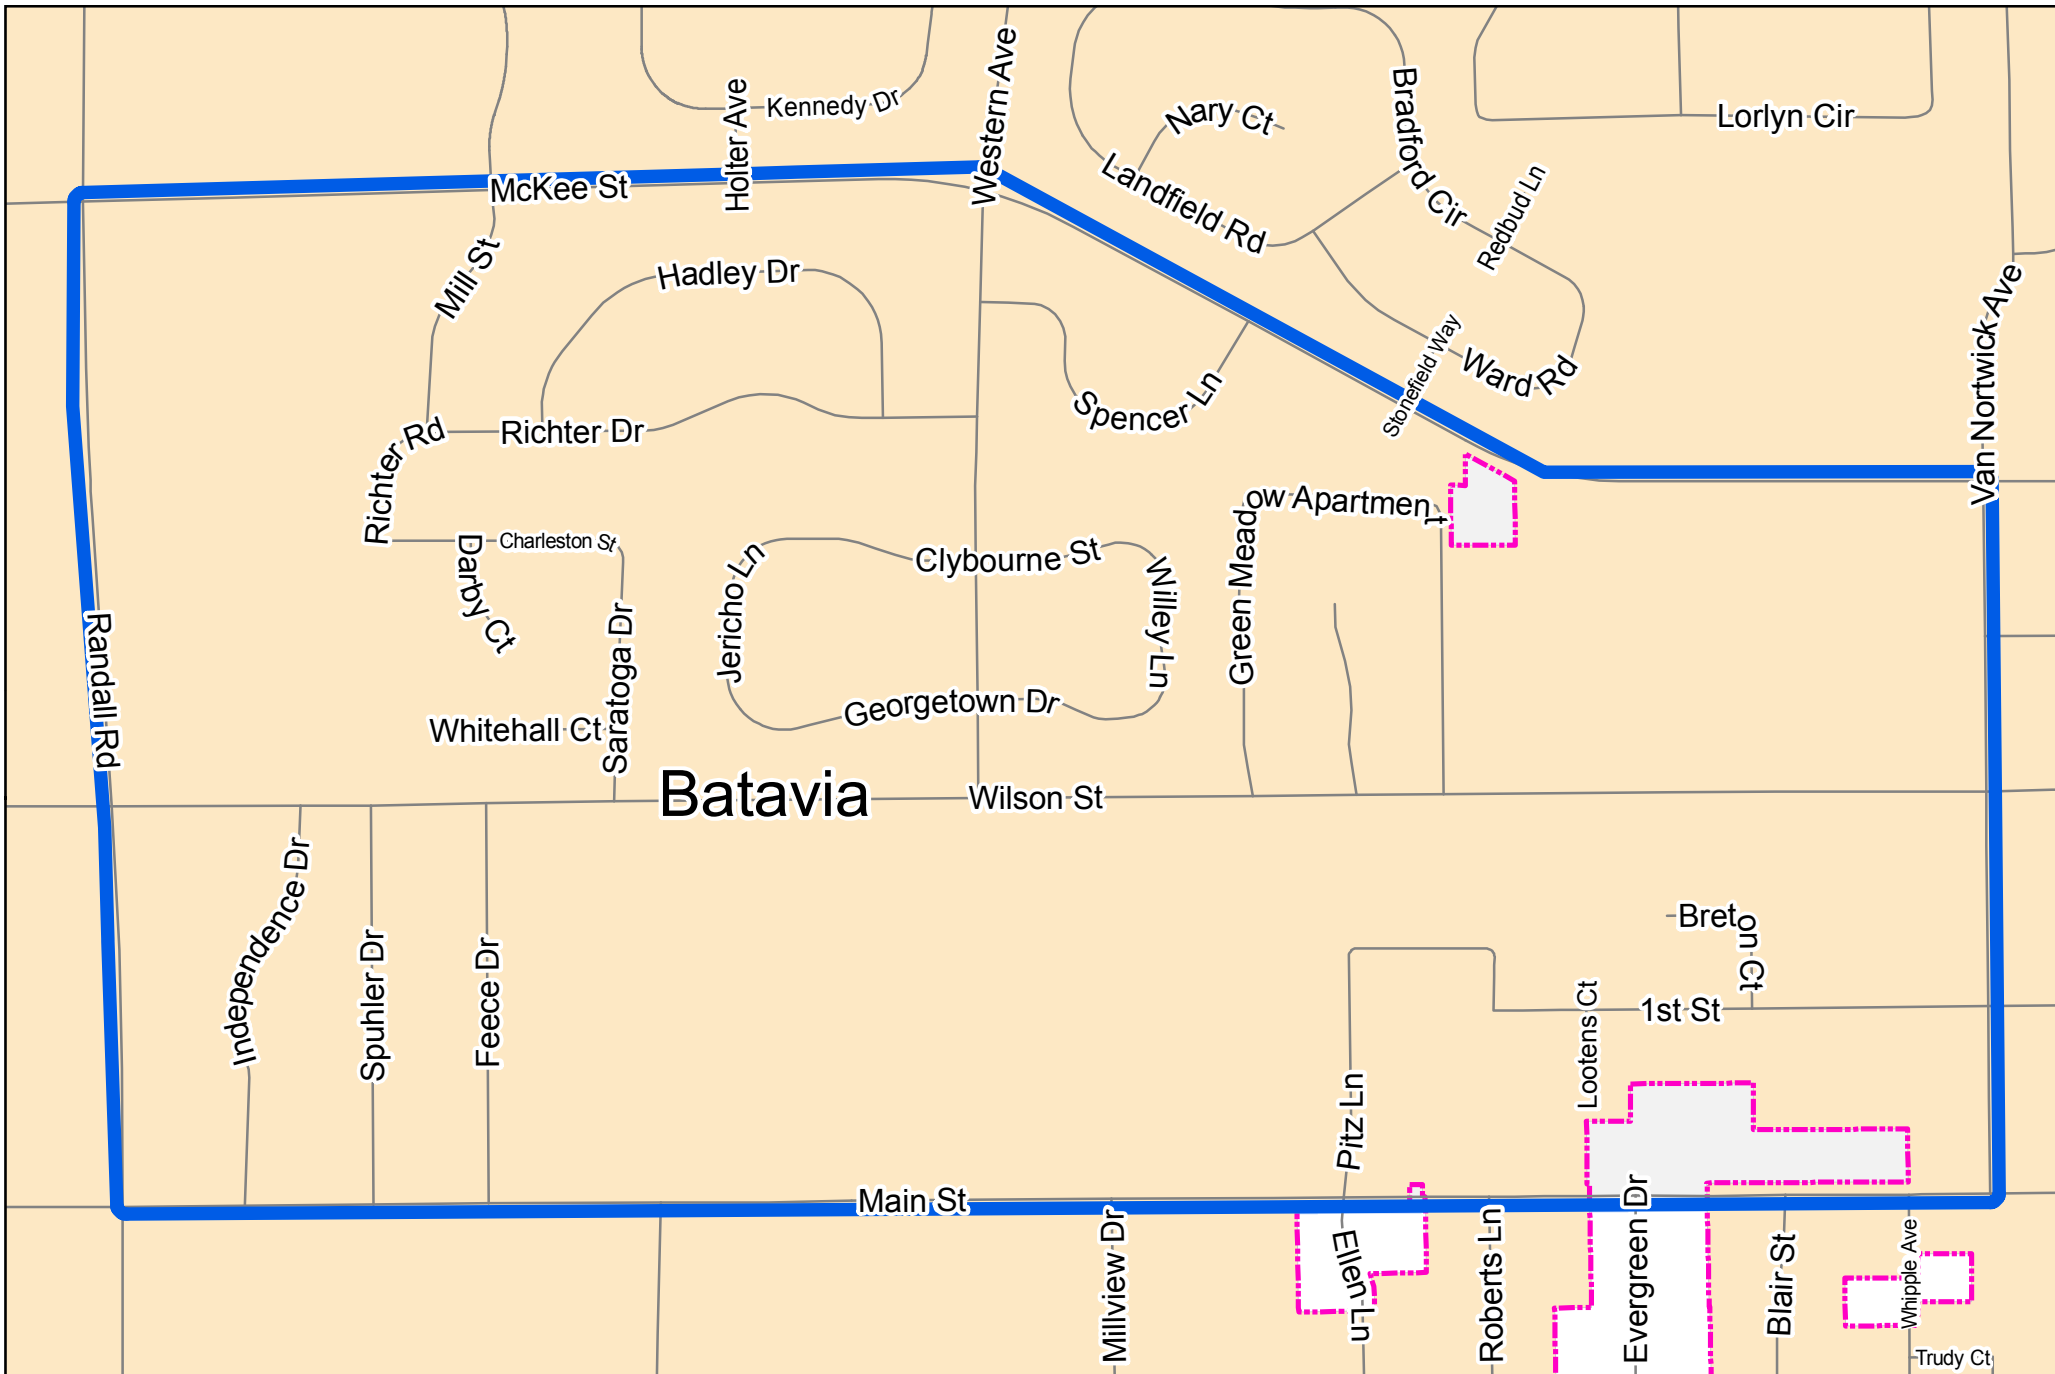 Western Ave
Holter Ave
Kennedy Dr
Nary Ct
Bradford Cir
Lorlyn Cir
McKee St
Landfield Rd
Redbud Ln
Mill St
Hadley Dr
Van Nortwick Ave
Stonefield Way
Ward Rd
Spencer Ln
Richter Rd
Richter Dr
Green Meadow Apartment
Charleston St
Darby Ct
Jericho Ln
Clybourne St
Willey Ln
Saratoga Dr
Randall Rd
Georgetown Dr
Whitehall Ct
Batavia
Wilson St
Independence Dr
Spuhler Dr
Feece Dr
Breton Ct
Lootens Ct
1st St
Pitz Ln
Main St
Millview Dr
Ellen Ln
Roberts Ln
Evergreen Dr
Blair St
Whipple Ave
Trudy Ct